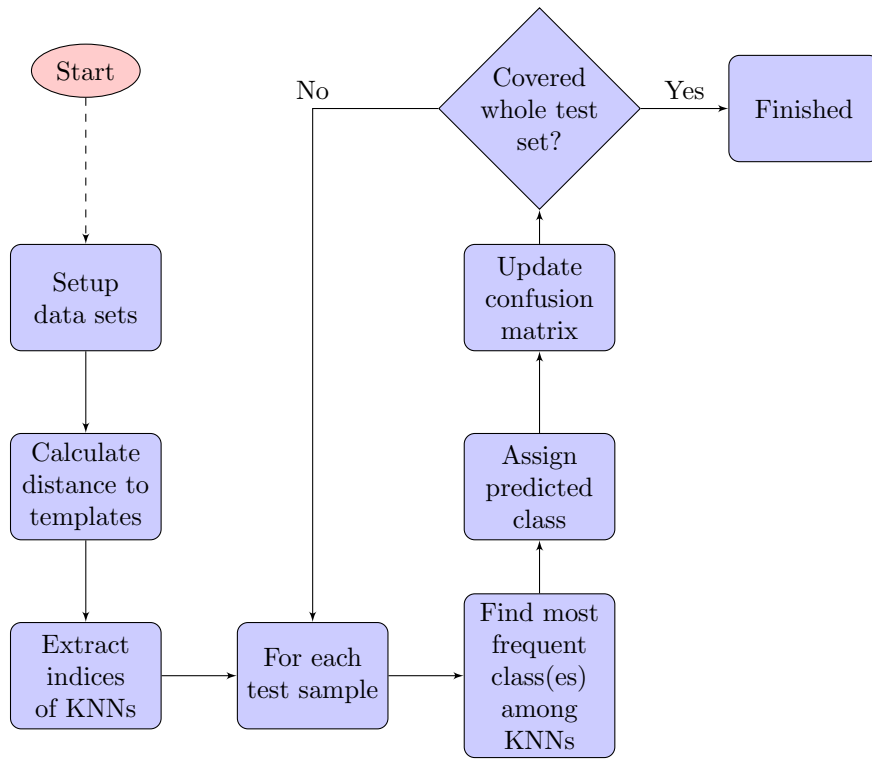 Start
Setup
data sets
Calculate
distance to
templates
Extract
indices
of KNNs
For each
test sample
Find most
frequent
class(es)
among
KNNs
Assign
predicted
class
Update
confusion
matrix
Covered
whole test
set?
No
Yes
Finished